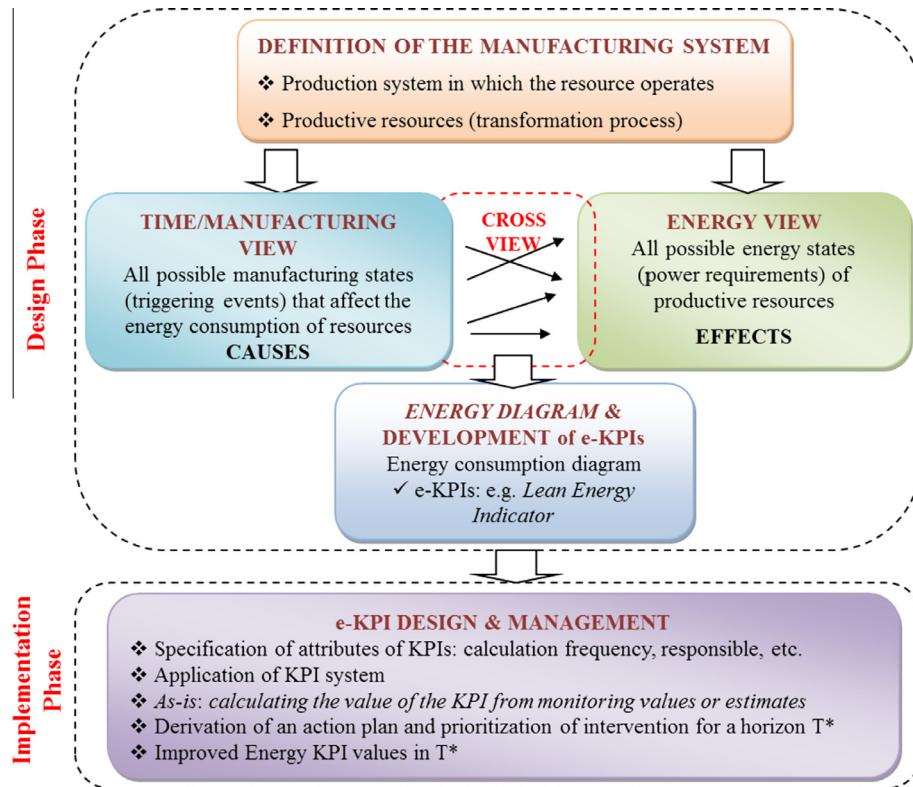 DEFINITION OF THE MANUFACTURING SYSTEM
❖ Production system in which the resource operates
❖ Productive resources (transformation process)
Design Phase
TIME/MANUFACTURING
VIEW
All possible manufacturing states
(triggering events) that affect the
energy consumption of resources
CAUSES
CROSS
VIEW
ENERGY VIEW
All possible energy states
(power requirements) of
productive resources
EFFECTS
ENERGY DIAGRAM &
DEVELOPMENT of e-KPIs
Energy consumption diagram
✓ e-KPIs: e.g. Lean Energy
Indicator
Implementation
Phase
e-KPI DESIGN & MANAGEMENT
❖ Specification of attributes of KPIs: calculation frequency, responsible, etc.
❖ Application of KPI system
❖ As-is: calculating the value of the KPI from monitoring values or estimates
❖ Derivation of an action plan and prioritization of intervention for a horizon T*
❖ Improved Energy KPI values in T*